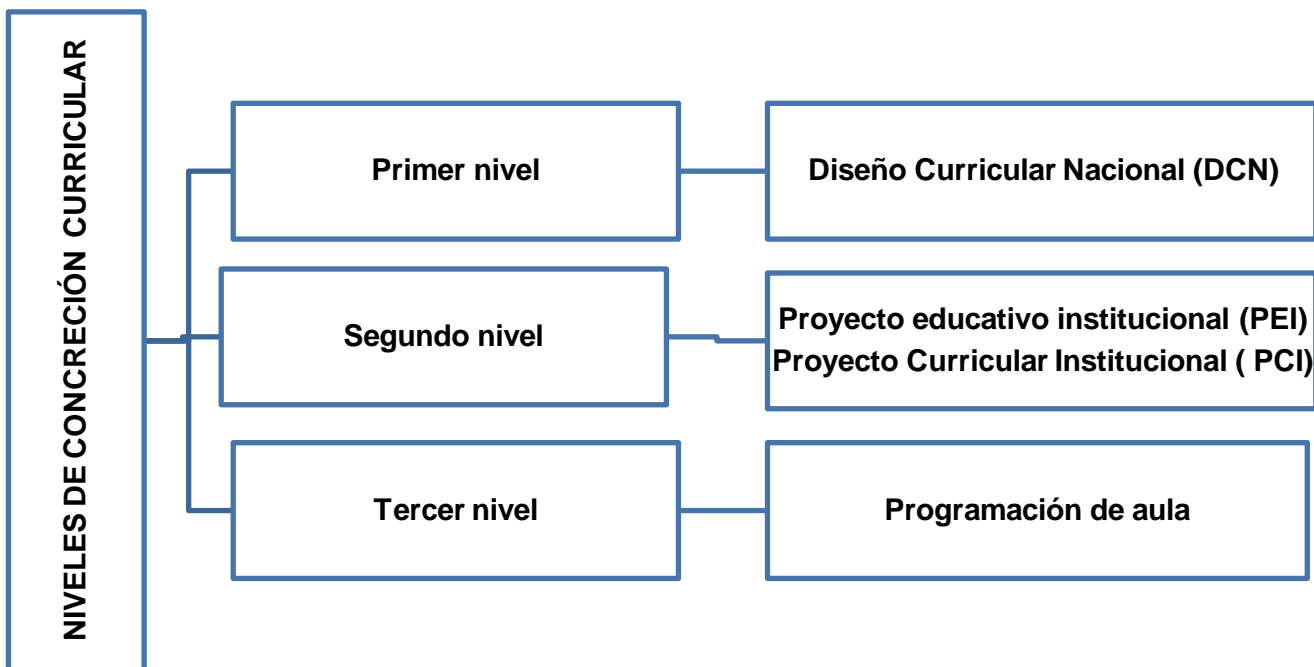 NIVELES DE CONCRECIÓN CURRICULAR
Primer nivel
Diseño Curricular Nacional (DCN)
Segundo nivel
Proyecto educativo institucional (PEI)
Proyecto Curricular Institucional ( PCI)
Tercer nivel
Programación de aula